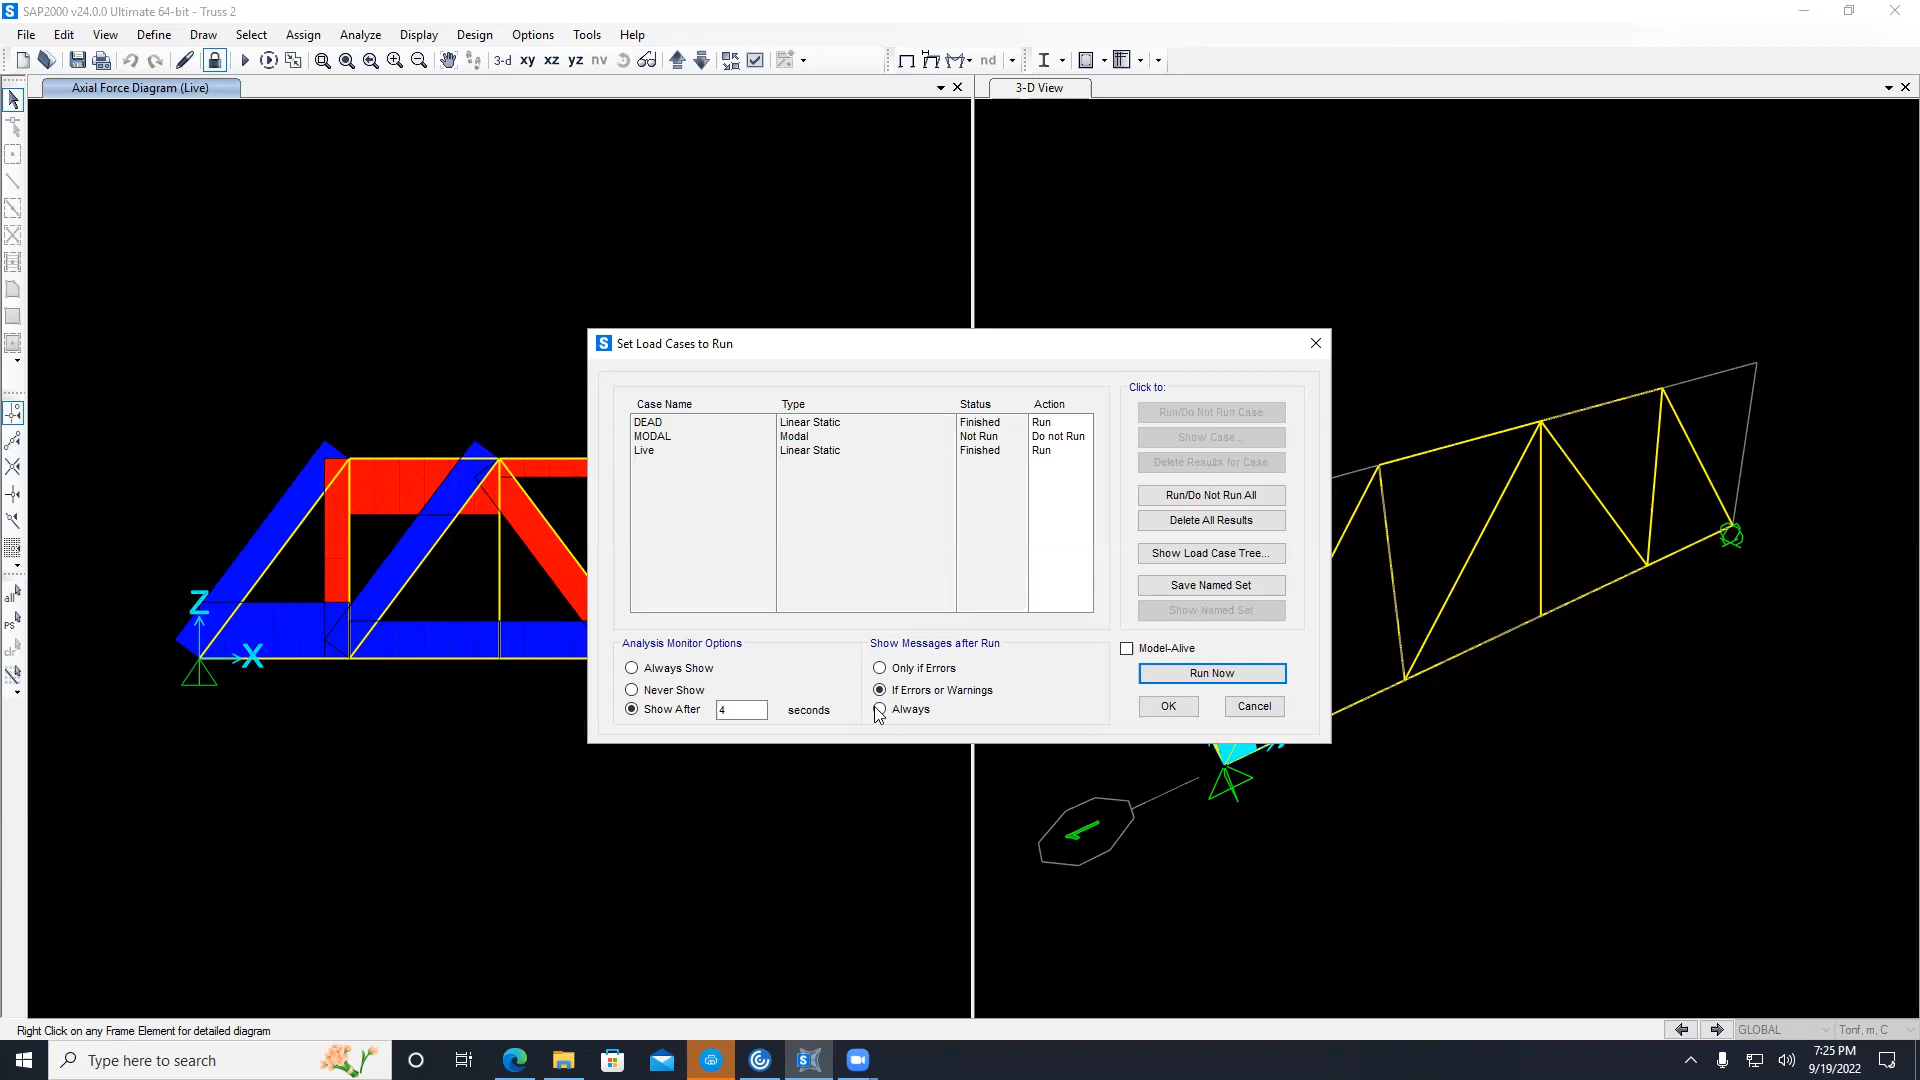 SAP2000 v24.0.0 Ultimate 64-bit - Truss 2
File Edit View Define Draw Select Assign Analyze Display Design Options Tools Help
3-d xy xz yz nv nd
Axial Force Diagram (Live)
3-D View
all
PS
clr
Z
X
Set Load Cases to Run
Case Name Type Status Action
DEAD Linear Static Finished Run
MODAL Modal Not Run Do not Run
Live Linear Static Finished Run
Click to:
Run/Do Not Run Case
Show Case...
Delete Results for Case
Run/Do Not Run All
Delete All Results
Show Load Case Tree...
Save Named Set
Show Named Set
Analysis Monitor Options
Always Show
Never Show
Show After 4 seconds
Show Messages after Run
Only if Errors
If Errors or Warnings
Always
Model-Alive
Run Now
OK Cancel
Right Click on any Frame Element for detailed diagram
GLOBAL Tonf, m, C
Type here to search
7:25 PM
9/19/2022